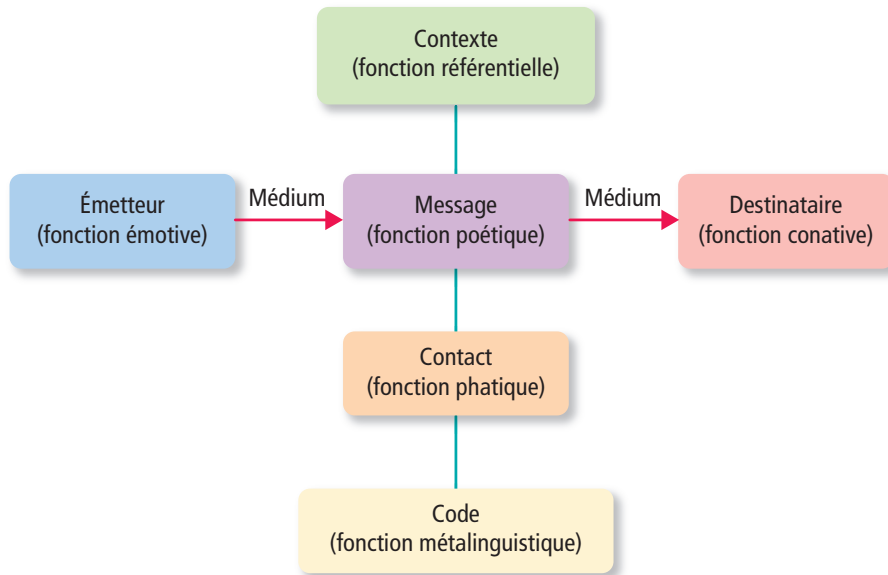 Contexte
(fonction référentielle)
Émetteur
(fonction émotive)
Médium
Message
(fonction poétique)
Médium
Destinataire
(fonction conative)
Contact
(fonction phatique)
Code
(fonction métalinguistique)